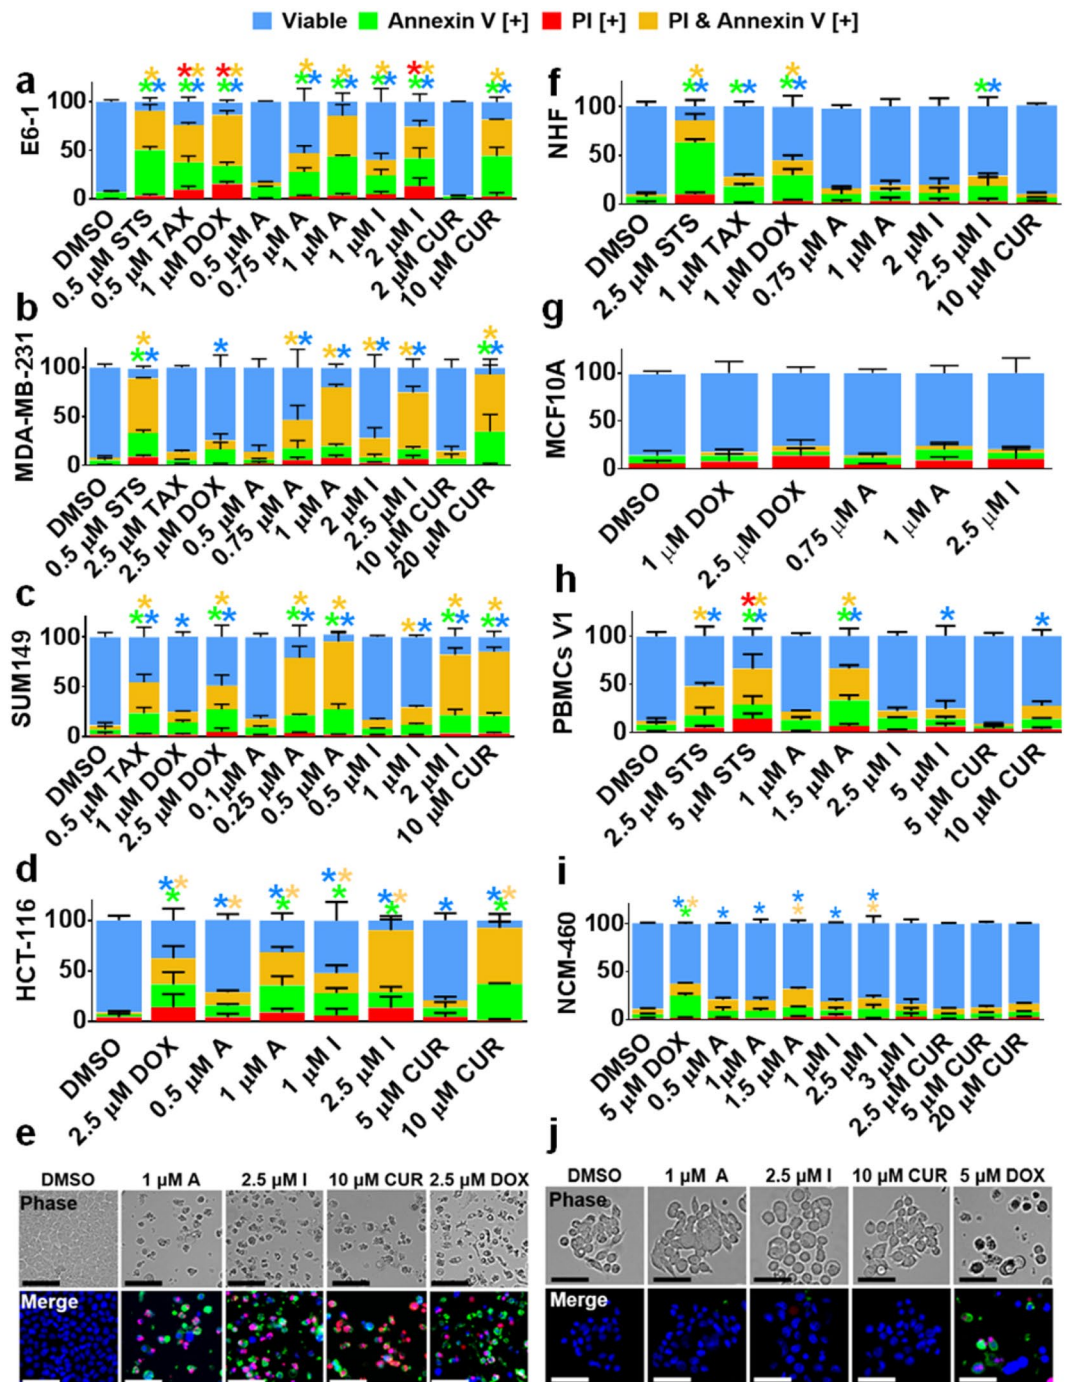 Viable Annexin V [+] PI [+] PI & Annexin V [+]
a
E6-1
100
50
0
DMSO
0.5 μM STS
0.5 μM TAX
1 μM DOX
0.5 μM A
0.75 μM A
1 μM A
1 μM I
2 μM I
2 μM CUR
10 μM CUR
b
MDA-MB-231
100
50
0
DMSO
0.5 μM STS
2.5 μM TAX
2.5 μM DOX
0.5 μM A
0.75 μM A
1 μM A
2 μM I
2.5 μM I
10 μM CUR
20 μM CUR
c
SUM149
100
50
0
DMSO
0.5 μM TAX
1 μM DOX
2.5 μM DOX
0.1 μM A
0.25 μM A
0.5 μM A
0.5 μM I
1 μM I
2 μM I
10 μM CUR
d
HCT-116
100
50
0
DMSO
2.5 μM DOX
0.5 μM A
1 μM A
1 μM I
2.5 μM I
5 μM CUR
10 μM CUR
e
DMSO 1 μM A 2.5 μM I 10 μM CUR 2.5 μM DOX
Phase
Merge
f
NHF
100
50
0
DMSO
2.5 μM STS
1 μM TAX
1 μM DOX
0.75 μM A
1 μM A
2 μM I
2.5 μM I
10 μM CUR
g
MCF10A
100
50
0
DMSO
1 μM DOX
2.5 μM DOX
0.75 μM A
1 μM A
2.5 μM I
h
PBMCs V1
100
50
0
DMSO
2.5 μM STS
5 μM STS
1 μM A
1.5 μM A
2.5 μM I
5 μM I
5 μM CUR
10 μM CUR
i
NCM-460
100
50
0
DMSO
5 μM DOX
0.5 μM A
1μM A
1.5 μM A
1 μM I
2.5 μM I
3 μM I
2.5 μM CUR
5 μM CUR
20 μM CUR
j
DMSO 1 μM A 2.5 μM I 10 μM CUR 5 μM DOX
Phase
Merge